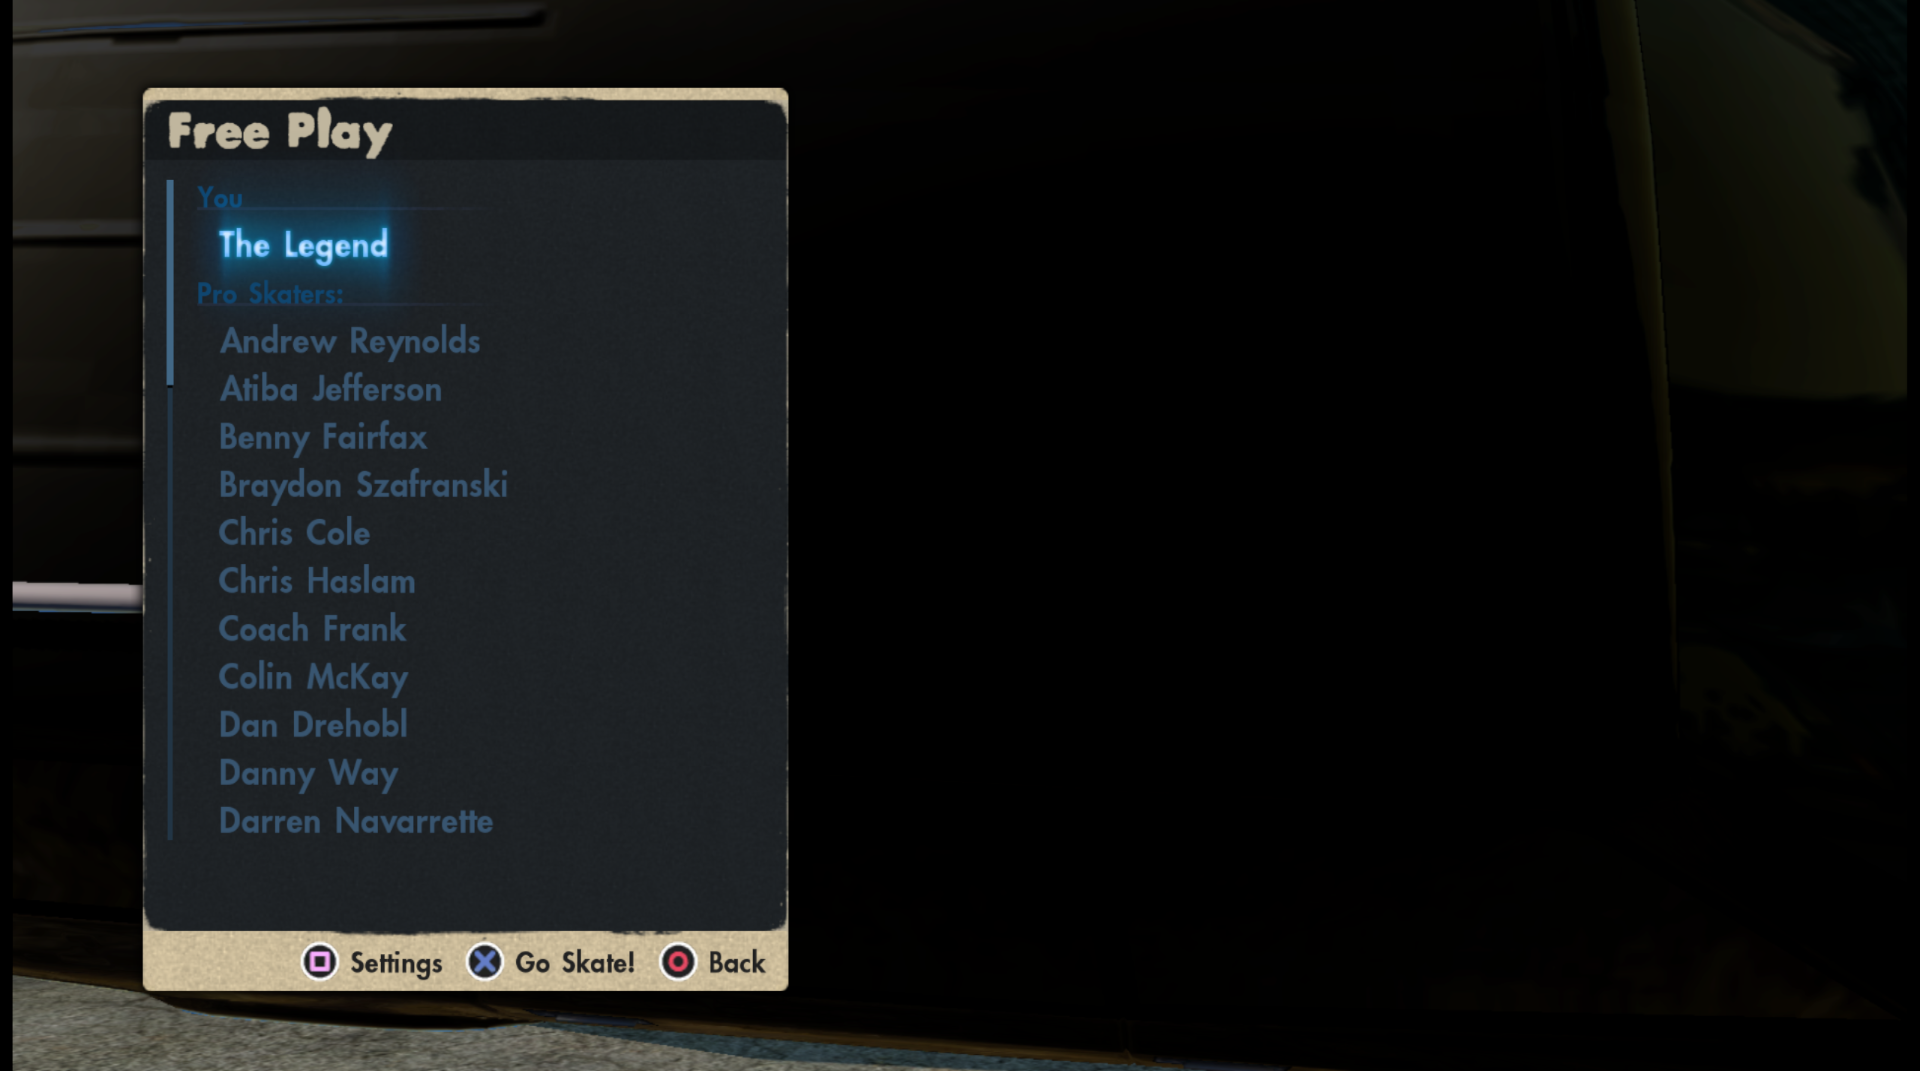 Free Play
You
The Legend
Pro Skaters:
Andrew Reynolds
Atiba Jefferson
Benny Fairfax
Braydon Szafranski
Chris Cole
Chris Haslam
Coach Frank
Colin McKay
Dan Drehobl
Danny Way
Darren Navarrette
Settings Go Skate! Back